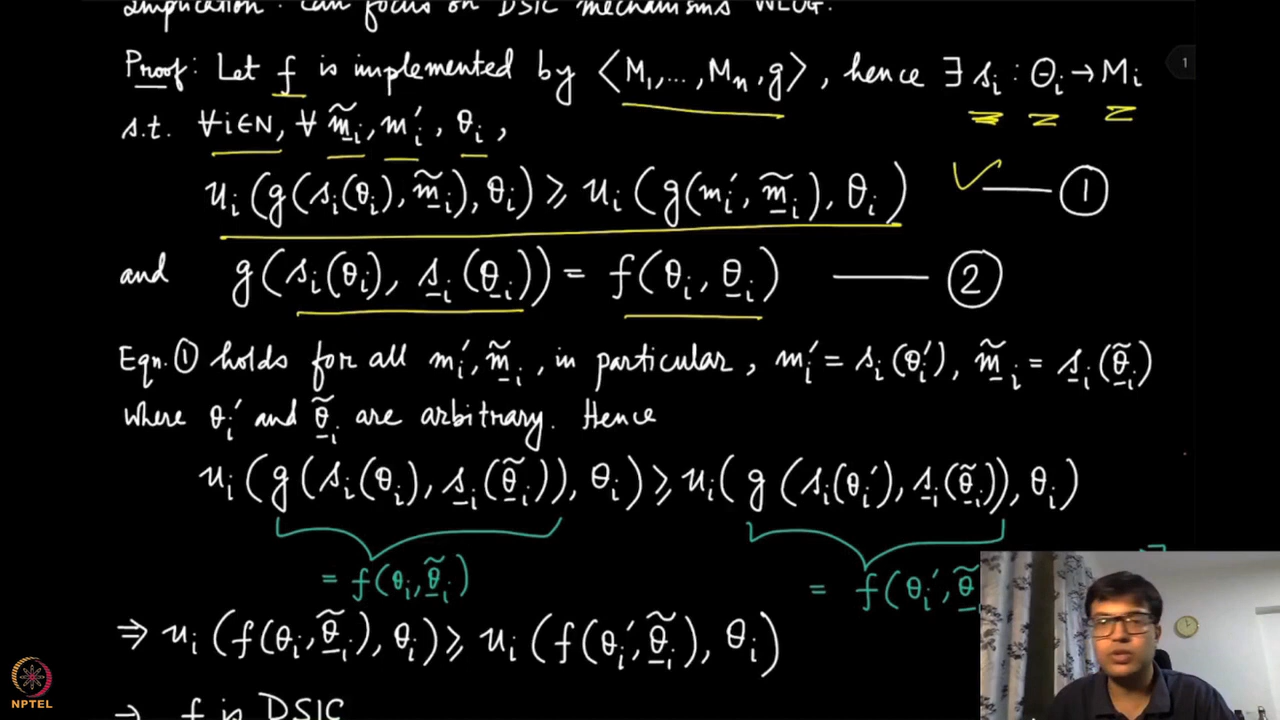 Implication: can focus on DSIC mechanisms WLOG.
Proof: Let f is implemented by ⟨M₁,..., Mₙ, g⟩, hence ∃ sᵢ : Θᵢ → Mᵢ
1
s.t. ∀i∈N, ∀ m̃₋ᵢ, mᵢ′, θᵢ,
uᵢ(g(sᵢ(θᵢ), m̃₋ᵢ), θᵢ) ⩾ uᵢ(g(mᵢ′, m̃₋ᵢ), θᵢ) ✓ —— ①
and g(sᵢ(θᵢ), s₋ᵢ(θ₋ᵢ)) = f(θᵢ, θ₋ᵢ) —— ②
Eqn. ① holds for all mᵢ′, m̃₋ᵢ, in particular, mᵢ′ = sᵢ(θᵢ′), m̃₋ᵢ = s₋ᵢ(θ̃₋ᵢ)
where θᵢ′ and θ̃₋ᵢ are arbitrary. Hence
uᵢ(g(sᵢ(θᵢ), s₋ᵢ(θ̃₋ᵢ)), θᵢ) ⩾ uᵢ(g(sᵢ(θᵢ′), s₋ᵢ(θ̃₋ᵢ)), θᵢ)
= f(θᵢ, θ̃₋ᵢ) = f(θᵢ′, θ̃
⇒ uᵢ(f(θᵢ, θ̃₋ᵢ), θᵢ) ⩾ uᵢ(f(θᵢ′, θ̃₋ᵢ), θᵢ)
⇒ f is DSIC
NPTEL